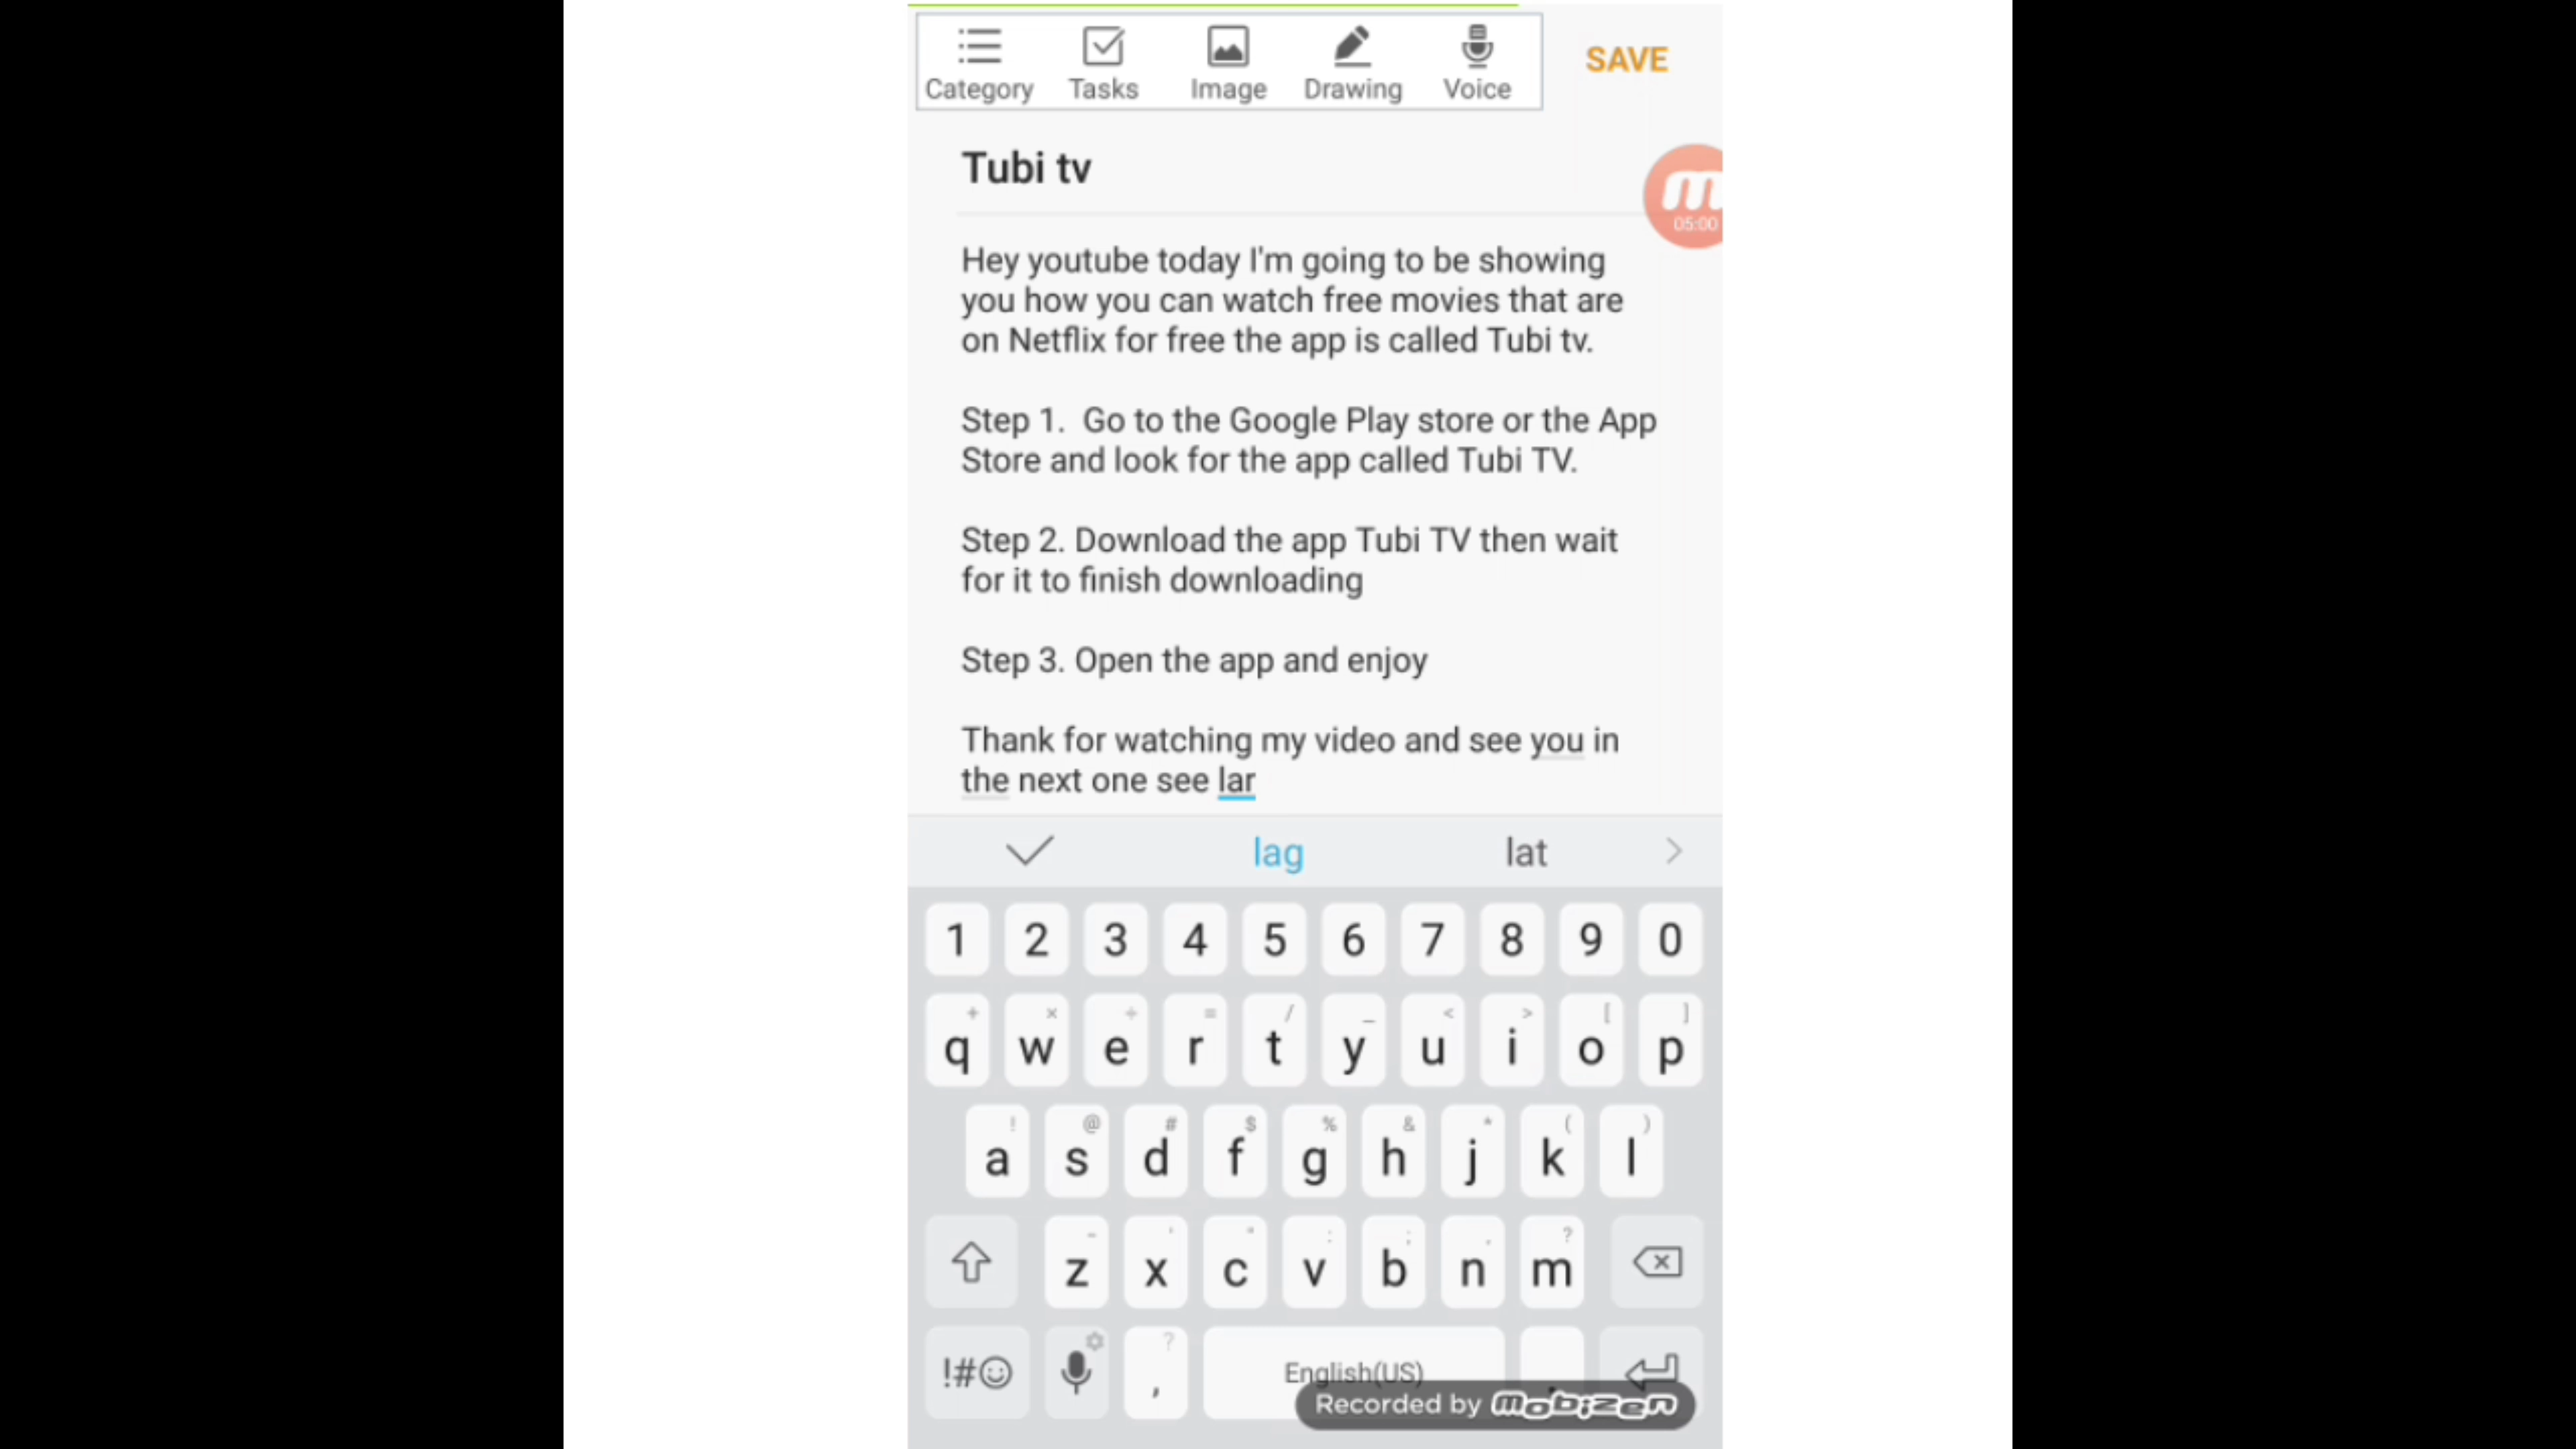 Category Tasks Image Drawing Voice SAVE
Tubi tv
m
05:00
Hey youtube today I'm going to be showing
you how you can watch free movies that are
on Netflix for free the app is called Tubi tv.
Step 1.  Go to the Google Play store or the App
Store and look for the app called Tubi TV.
Step 2. Download the app Tubi TV then wait
for it to finish downloading
Step 3. Open the app and enjoy
Thank for watching my video and see you in
the next one see lar
lag lat >
1 2 3 4 5 6 7 8 9 0
+ × ÷ = / _ < > [ ]
q w e r t y u i o p
! @ # $ % & * ( )
a s d f g h j k l
- ' " : ; , ?
z x c v b n m
!#☺ , ? English(US) .
Recorded by mobizen